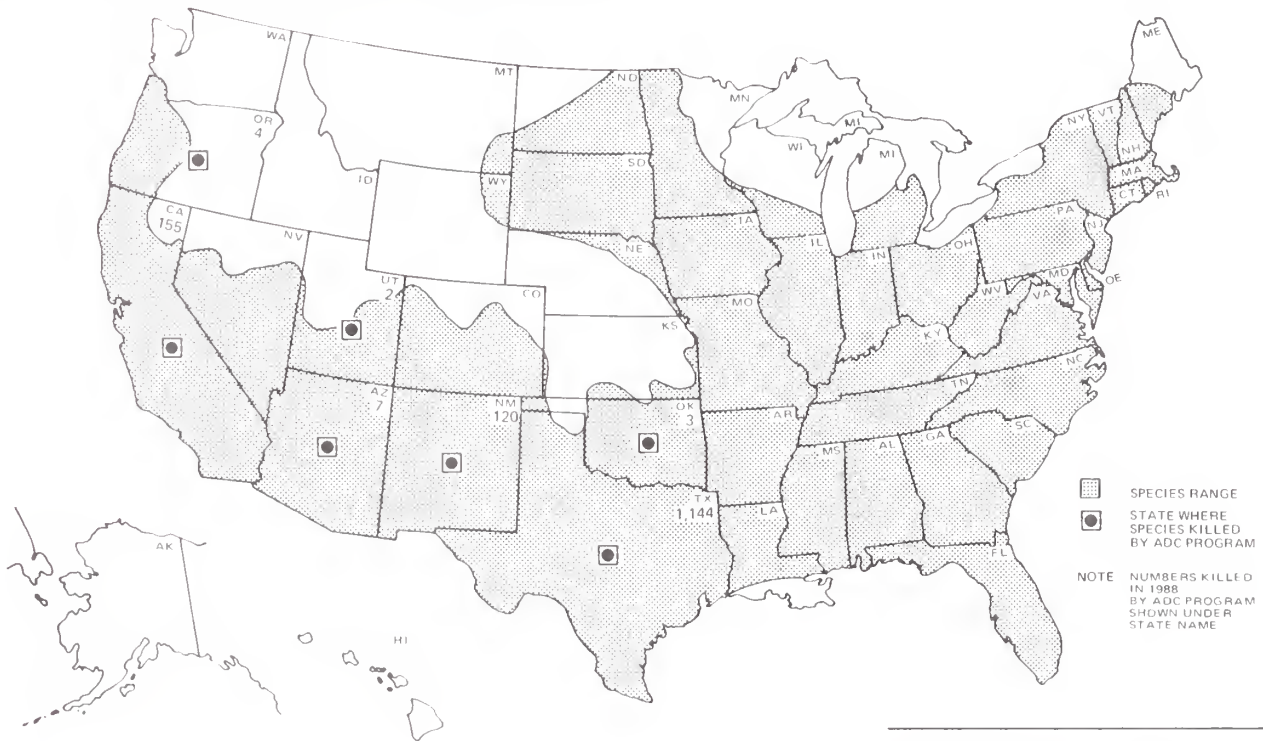 WA
MT
ND
MN
ME
OR
4
ID
WY
SD
WI
MI
MI
NY
VT
NH
MA
CT
RI
CA
155
NV
UT
2
CO
NE
IA
IL
IN
OH
PA
NJ
MD
OE
WV
VA
KS
MO
KY
AZ
7
NM
120
OK
3
AR
TN
NC
SC
MS
AL
GA
TX
1,144
LA
FL
AK
HI
SPECIES RANGE
STATE WHERE
SPECIES KILLED
BY ADC PROGRAM
NOTE NUMBERS KILLED
IN 1988
BY ADC PROGRAM
SHOWN UNDER
STATE NAME